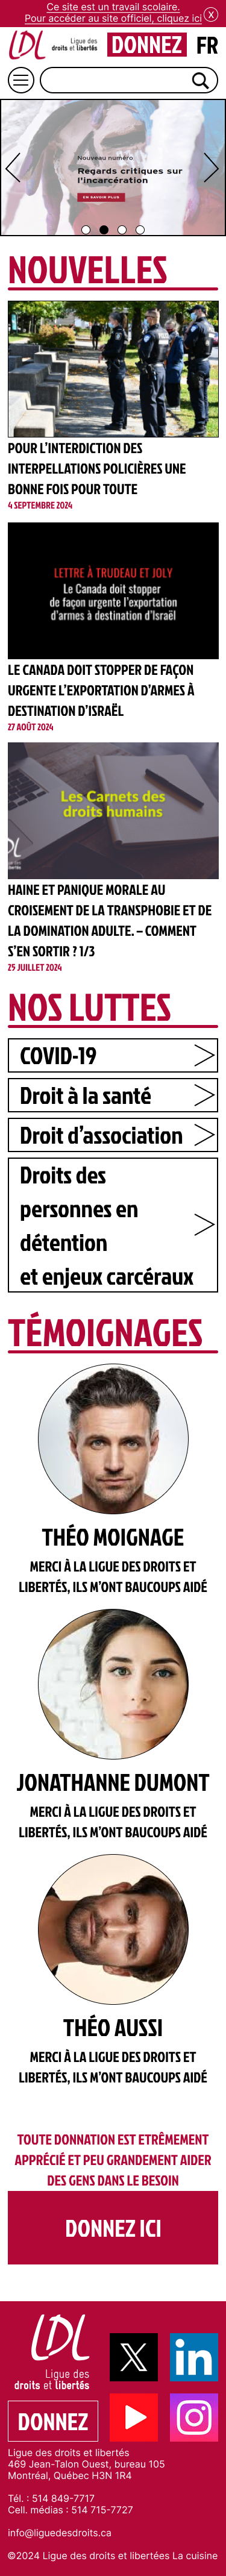 Ce site est un travail scolaire.
Pour accéder au site officiel, cliquez ici
X
LDL
Ligue des
droits et libertés
DONNEZ
FR
Nouveau numéro
Regards critiques sur
l'incarcération
EN SAVOIR PLUS
NOUVELLES
POUR L'INTERDICTION DES
INTERPELLATIONS POLICIÈRES UNE
BONNE FOIS POUR TOUTE
4 SEPTEMBRE 2024
LETTRE À TRUDEAU ET JOLY
Le Canada doit stopper
de façon urgente l'exportation
d'armes à destination d'Israël
LE CANADA DOIT STOPPER DE FAÇON
URGENTE L'EXPORTATION D'ARMES À
DESTINATION D'ISRAËL
27 AOÛT 2024
Les Carnets des
droits humains
HAINE ET PANIQUE MORALE AU
CROISEMENT DE LA TRANSPHOBIE ET DE
LA DOMINATION ADULTE. – COMMENT
S'EN SORTIR ? 1/3
25 JUILLET 2024
NOS LUTTES
COVID-19
Droit à la santé
Droit d'association
Droits des
personnes en
détention
et enjeux carcéraux
TÉMOIGNAGES
THÉO MOIGNAGE
MERCI À LA LIGUE DES DROITS ET
LIBERTÉS, ILS M'ONT BAUCOUPS AIDÉ
JONATHANNE DUMONT
MERCI À LA LIGUE DES DROITS ET
LIBERTÉS, ILS M'ONT BAUCOUPS AIDÉ
THÉO AUSSI
MERCI À LA LIGUE DES DROITS ET
LIBERTÉS, ILS M'ONT BAUCOUPS AIDÉ
TOUTE DONNATION EST ETRÊMEMENT
APPRÉCIÉ ET PEU GRANDEMENT AIDER
DES GENS DANS LE BESOIN
DONNEZ ICI
LDL
Ligue des
droits et libertés
DONNEZ
in
Ligue des droits et libertés
469 Jean-Talon Ouest, bureau 105
Montréal, Québec H3N 1R4
Tél. : 514 849-7717
Cell. médias : 514 715-7727
info@liguedesdroits.ca
©2024 Ligue des droits et libertées La cuisine